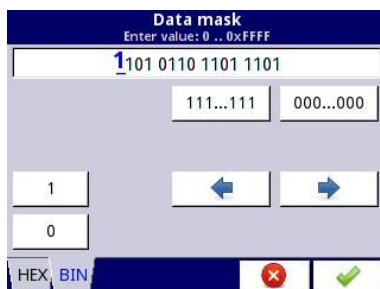 Data mask
Enter value: 0 .. 0xFFFF
1101 0110 1101 1101
111...111 000...000
1
0
HEX BIN